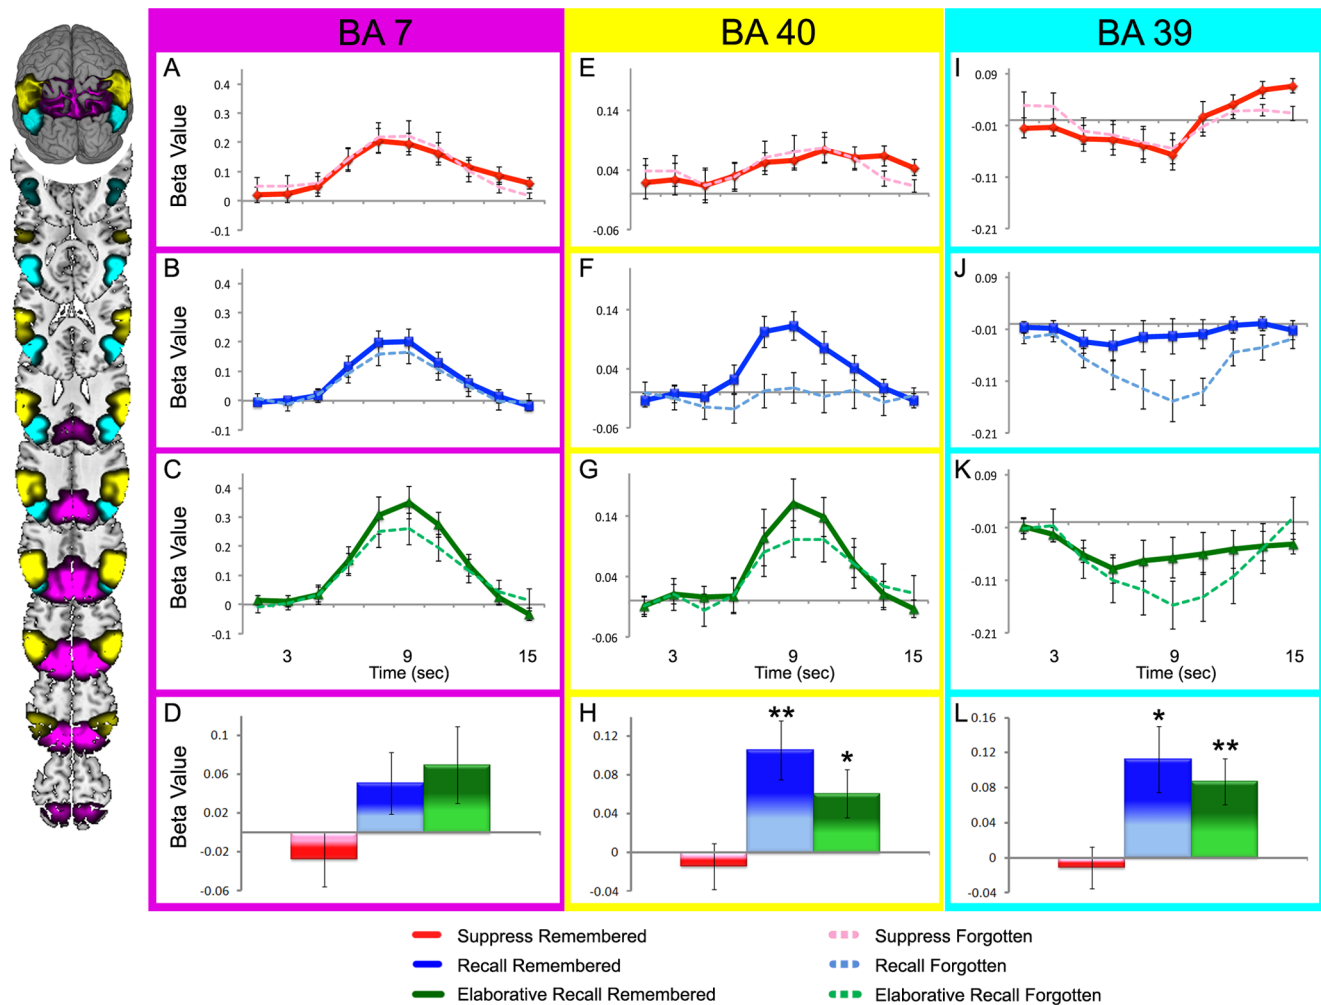 BA 7
BA 40
BA 39
A
Beta Value
0.4
0.3
0.2
0.1
0
-0.1
E
0.14
0.04
-0.06
I
0.09
-0.01
-0.11
-0.21
B
Beta Value
0.4
0.3
0.2
0.1
0
-0.1
F
0.14
0.04
-0.06
J
0.09
-0.01
-0.11
-0.21
C
Beta Value
0.4
0.3
0.2
0.1
0
-0.1
3 9 15
Time (sec)
G
0.14
0.04
-0.06
3 9 15
Time (sec)
K
0.09
-0.01
-0.11
-0.21
3 9 15
Time (sec)
D
Beta Value
0.1
0.06
0.02
-0.02
-0.06
H
**
*
0.12
0.08
0.04
0
-0.04
L
*
**
0.16
0.12
0.08
0.04
0
-0.04
Suppress Remembered
Suppress Forgotten
Recall Remembered
Recall Forgotten
Elaborative Recall Remembered
Elaborative Recall Forgotten